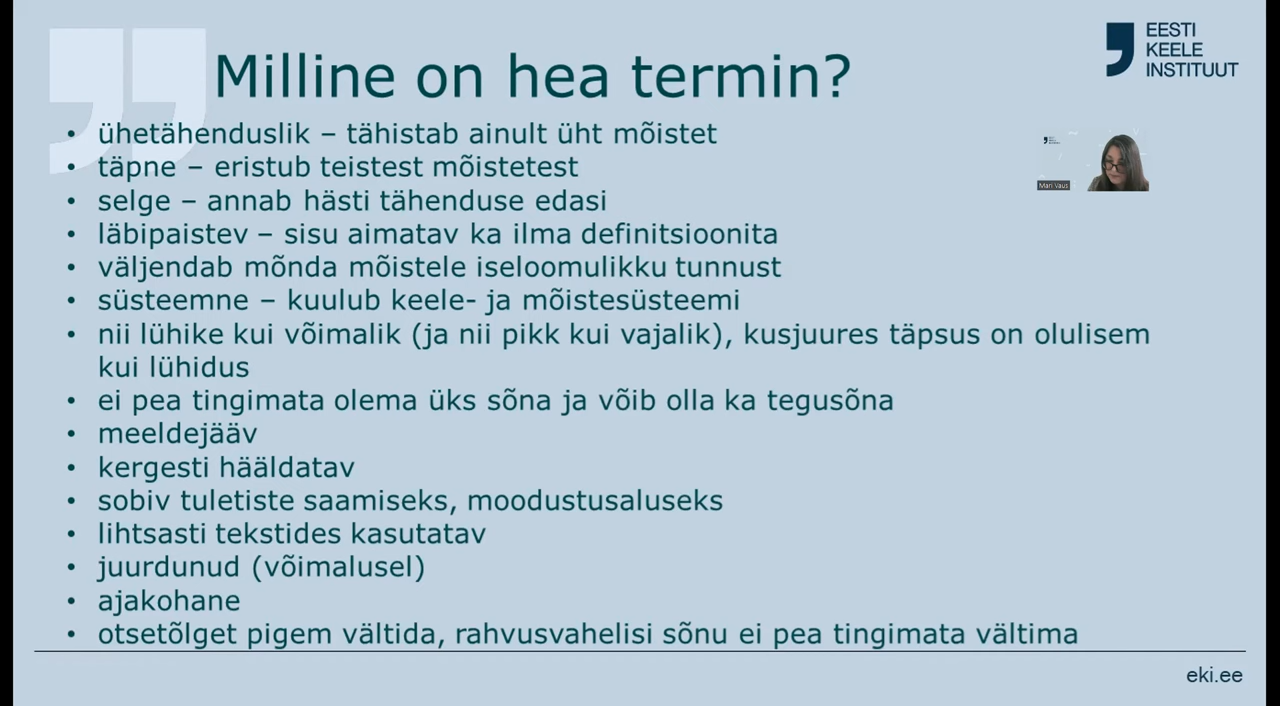 Milline on hea termin?
EESTI
KEELE
INSTITUUT
• ühetähenduslik – tähistab ainult üht mõistet
• täpne – eristub teistest mõistetest
• selge – annab hästi tähenduse edasi
• läbipaistev – sisu aimatav ka ilma definitsioonita
• väljendab mõnda mõistele iseloomulikku tunnust
• süsteemne – kuulub keele- ja mõistesüsteemi
• nii lühike kui võimalik (ja nii pikk kui vajalik), kusjuures täpsus on olulisem
kui lühidus
• ei pea tingimata olema üks sõna ja võib olla ka tegusõna
• meeldejääv
• kergesti hääldatav
• sobiv tuletiste saamiseks, moodustusaluseks
• lihtsasti tekstides kasutatav
• juurdunud (võimalusel)
• ajakohane
• otsetõlget pigem vältida, rahvusvahelisi sõnu ei pea tingimata vältima
Mari Vaus
eki.ee